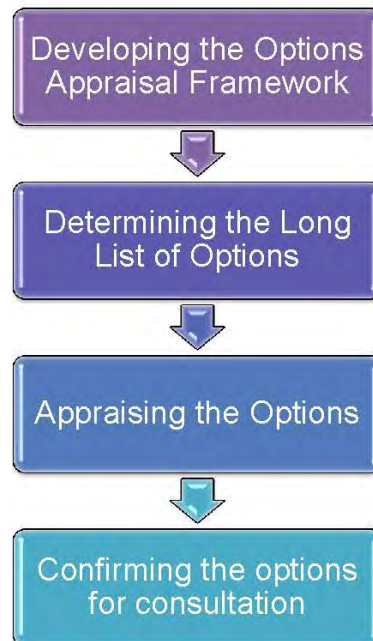 Developing the Options
Appraisal Framework
Determining the Long
List of Options
Appraising the Options
Confirming the options
for consultation